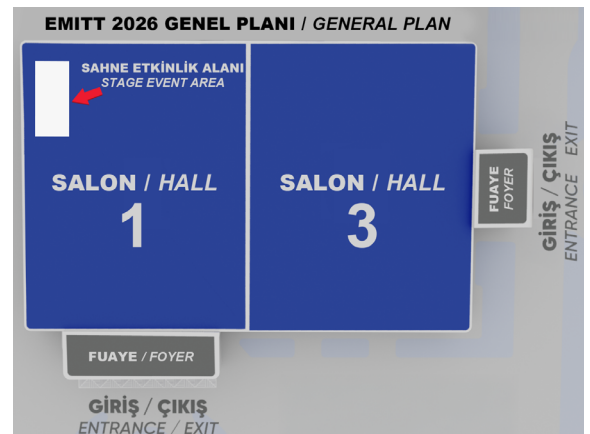 EMITT 2026 GENEL PLANI / GENERAL PLAN
SAHNE ETKİNLİK ALANI
STAGE EVENT AREA
SALON / HALL
1
SALON / HALL
3
FUAYE
FOYER
GİRİŞ / ÇIKIŞ
ENTRANCE EXIT
FUAYE / FOYER
GİRİŞ / ÇIKIŞ
ENTRANCE / EXIT